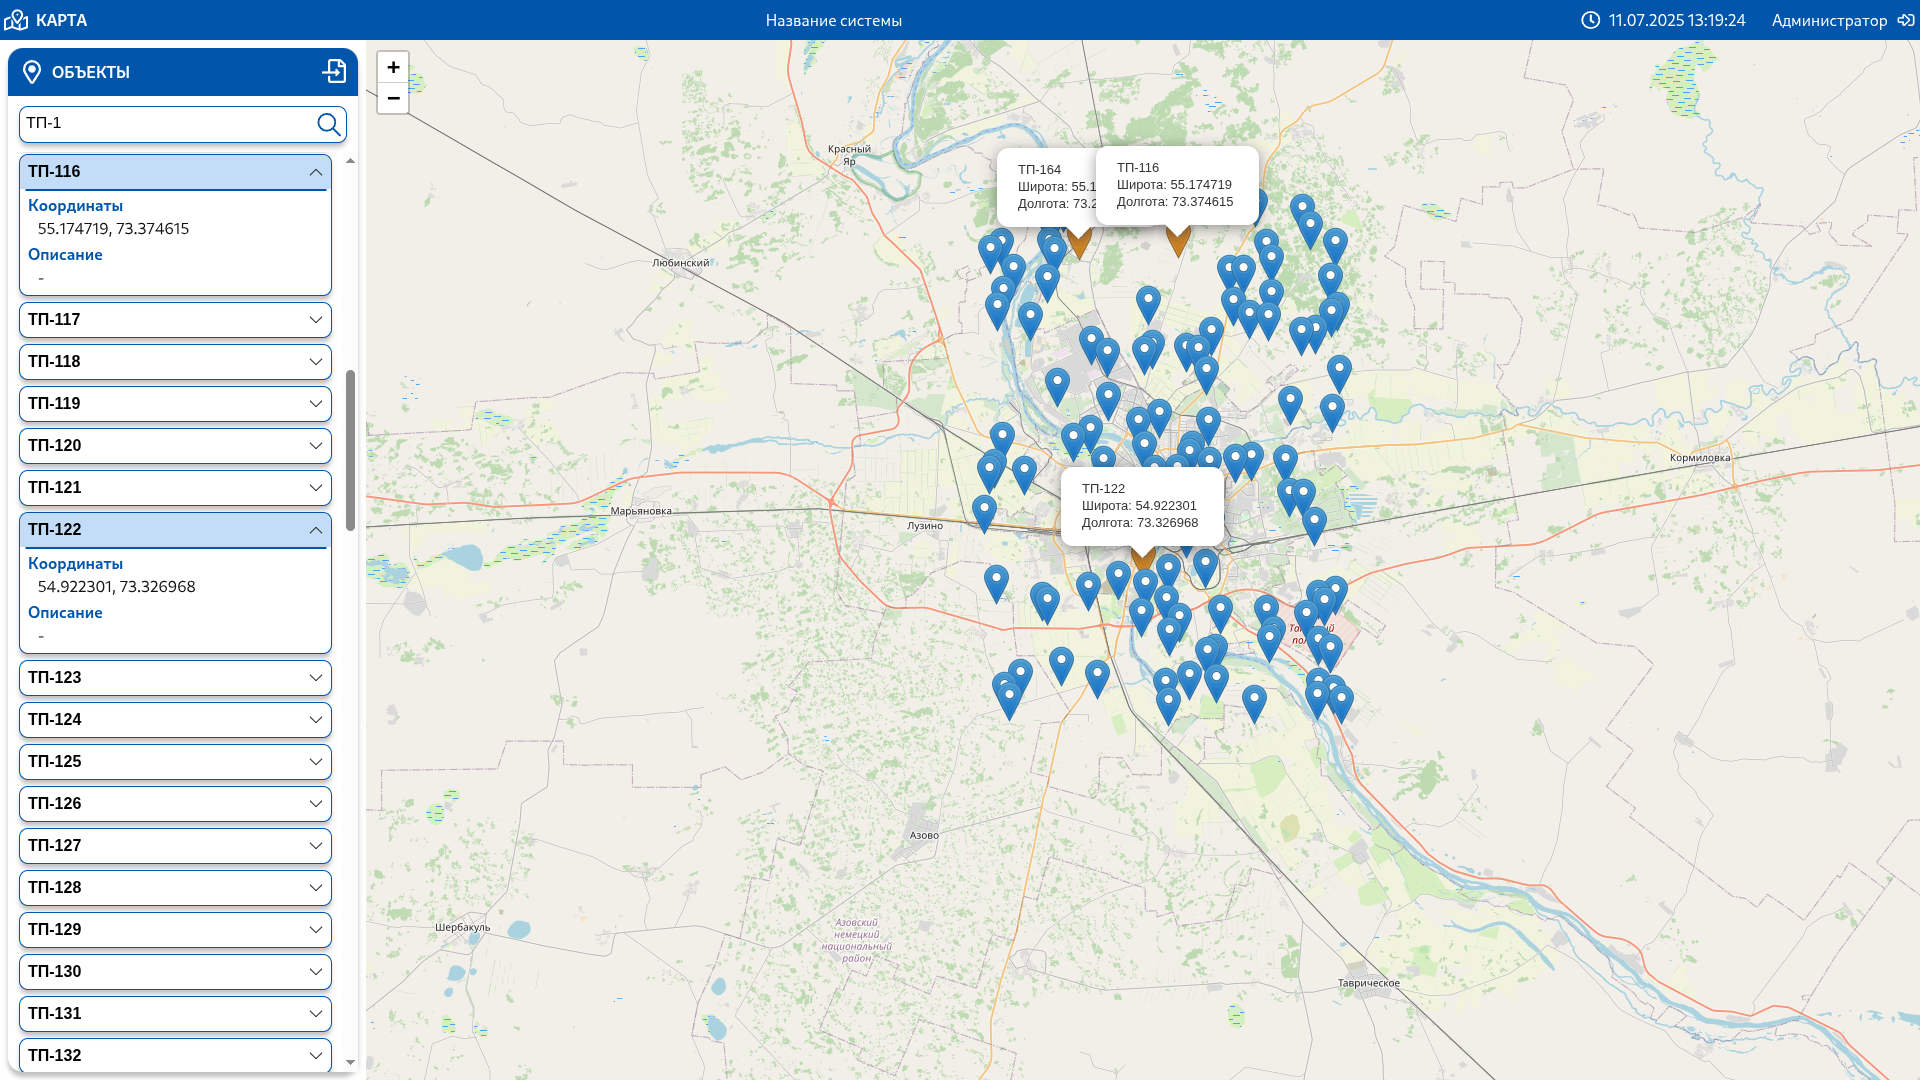 КАРТА
Название системы
11.07.2025 13:19:24
Администратор
ОБЪЕКТЫ
ТП-1
ТП-116
Координаты
55.174719, 73.374615
Описание
-
ТП-117
ТП-118
ТП-119
ТП-120
ТП-121
ТП-122
Координаты
54.922301, 73.326968
Описание
-
ТП-123
ТП-124
ТП-125
ТП-126
ТП-127
ТП-128
ТП-129
ТП-130
ТП-131
ТП-132
+
−
Красный
Яр
ТП-164
Широта: 55.1
Долгота: 73.2
ТП-116
Широта: 55.174719
Долгота: 73.374615
Любинский
Кормиловка
Марьяновка
Лузино
ТП-122
Широта: 54.922301
Долгота: 73.326968
Азово
Шербакуль
Азовский
немецкий
национальный
район
Таврическое